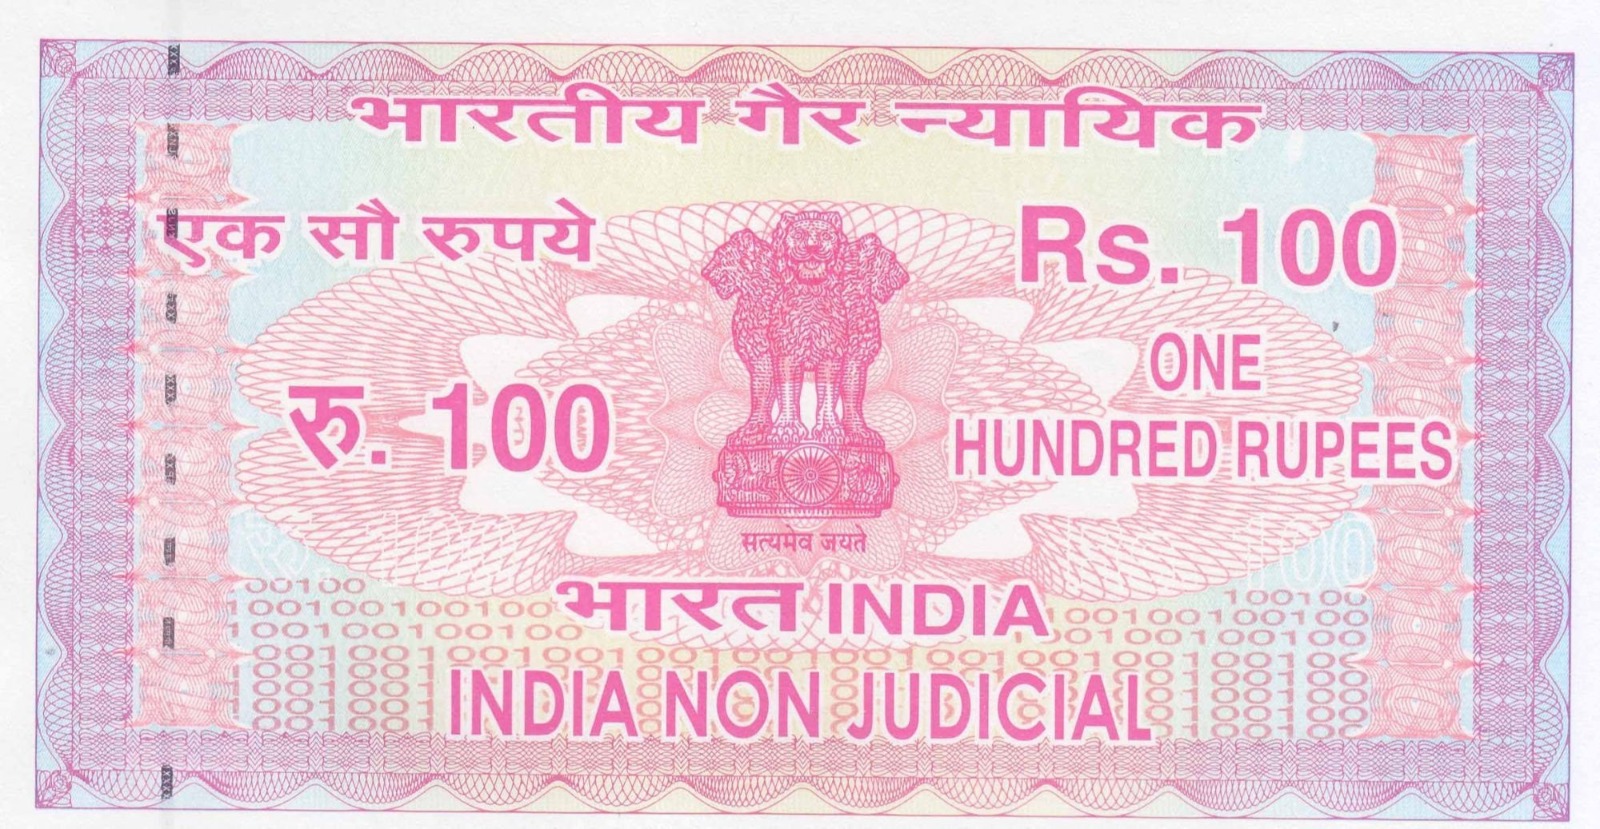 भारतीय गैर न्यायिक
एक सौ रुपये
Rs. 100
रु. 100
ONE
HUNDRED RUPEES
सत्यमेव जयते
भारत INDIA
INDIA NON JUDICIAL